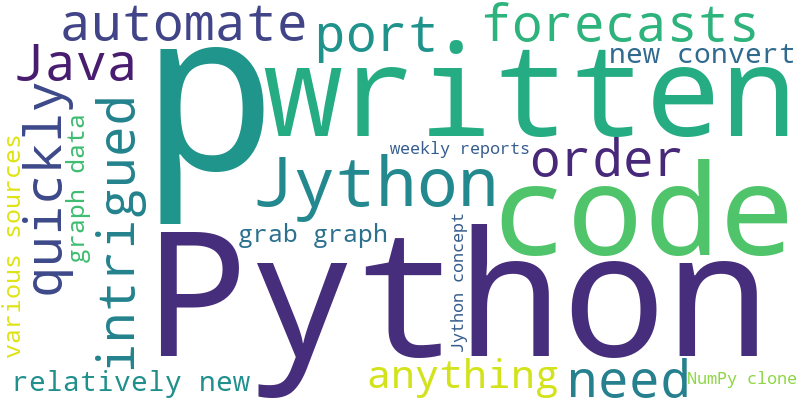 automate
port
forecasts
Java
new convert
p
written
quickly
intrigued
graph data
various sources
weekly reports
order
Jython
code
grab graph
Jython concept
Python
relatively new
anything
need
NumPy clone